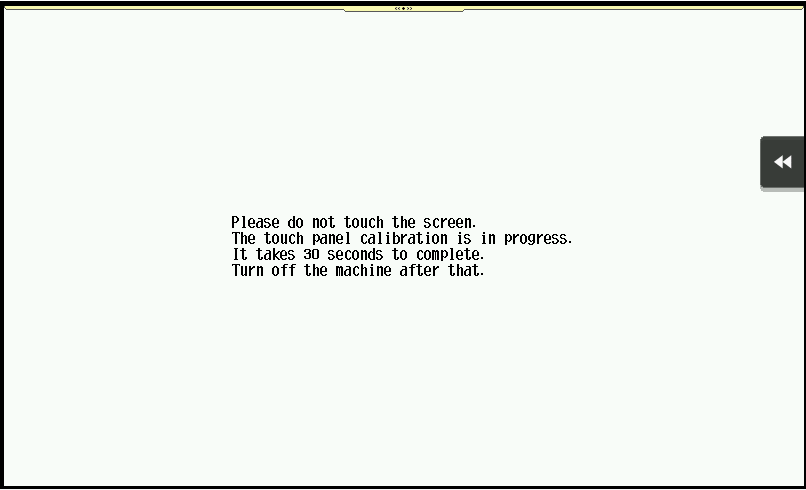 Please do not touch the screen.
The touch panel calibration is in progress.
It takes 30 seconds to complete.
Turn off the machine after that.